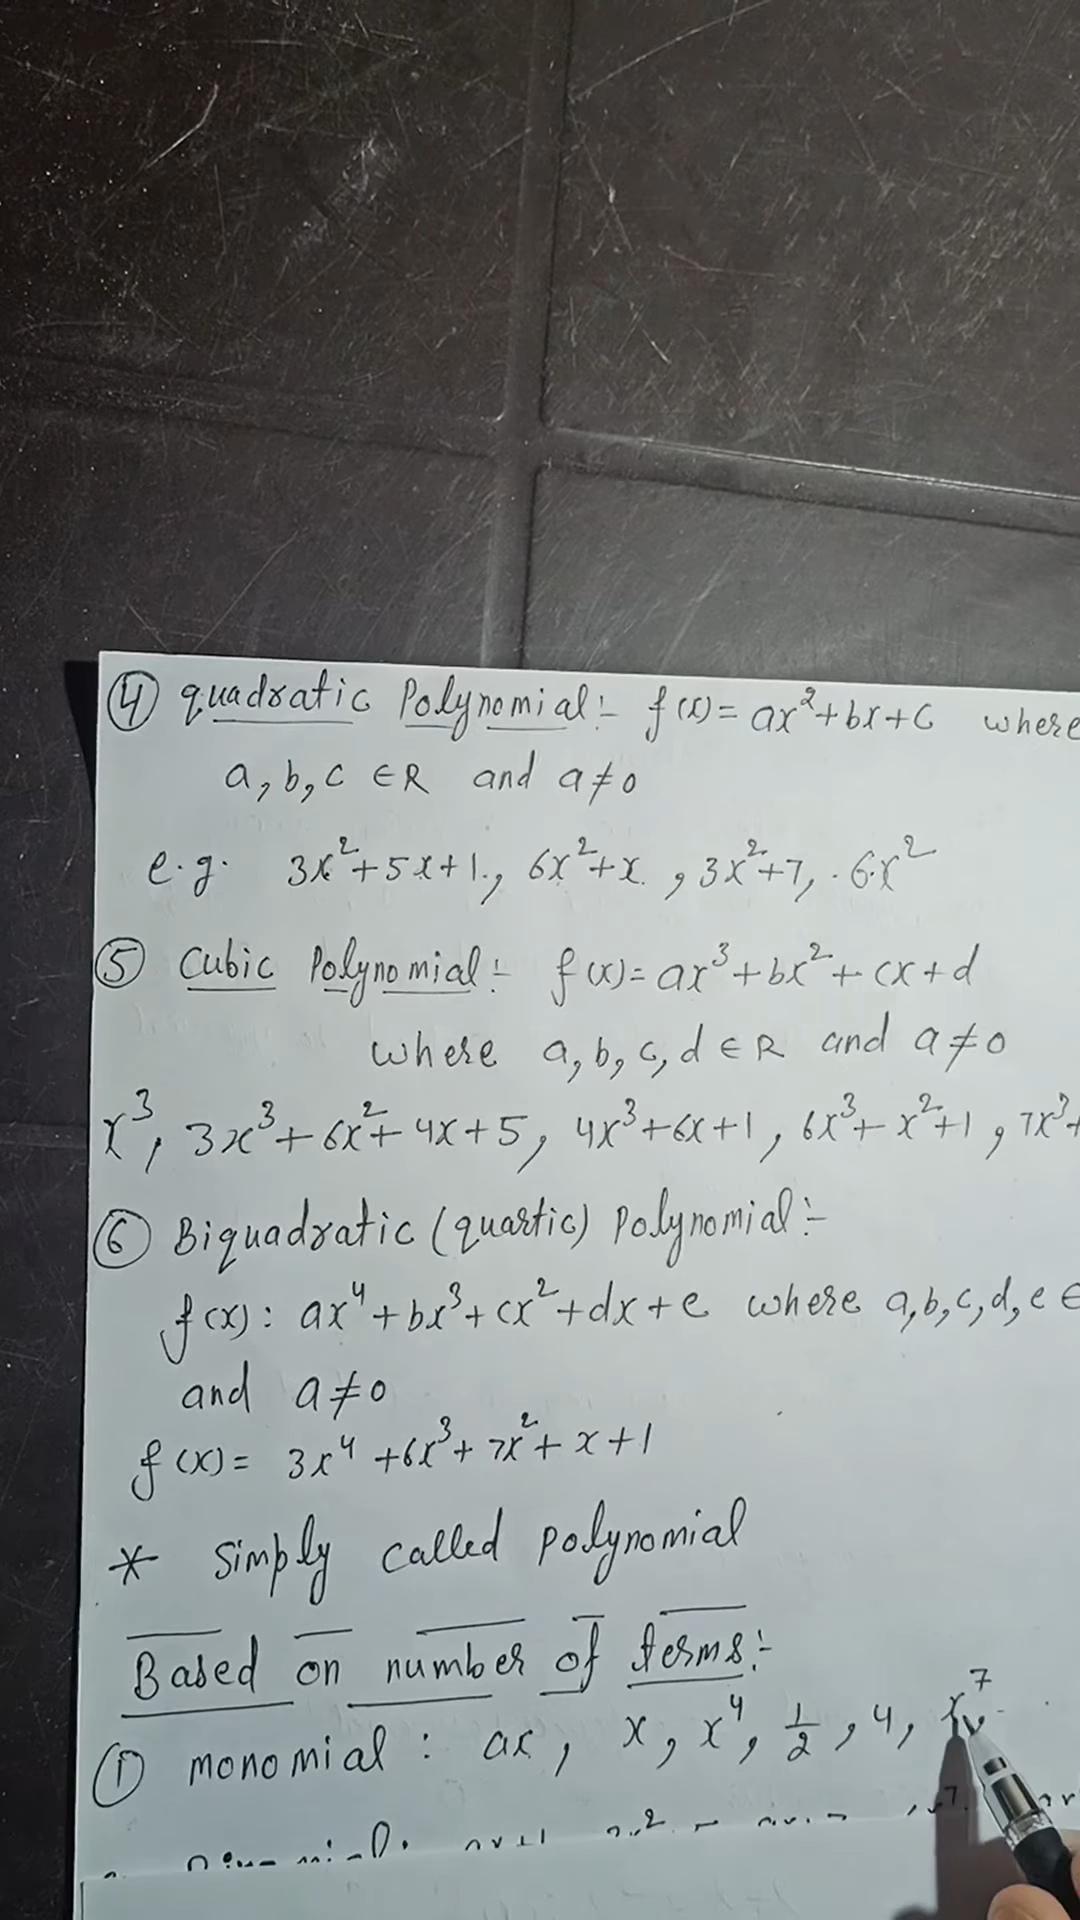 ④ quadratic Polynomial:- f(x)= ax²+bx+c where
a, b, c ∈R and a≠0
e.g. 3x²+5x+1, 6x²+x, 3x²+7, 6x²
⑤ Cubic Polynomial:- f(x)=ax³+bx²+cx+d
where a, b, c, d ∈ R and a≠0
x³, 3x³+6x²+4x+5, 4x³+6x+1, 6x³+x²+1, 7x³+
⑥ Biquadratic (quartic) Polynomial:-
f(x): ax⁴+bx³+cx²+dx+e where a,b,c,d,e ∈
and a≠0
f(x)= 3x⁴+6x³+7x²+x+1
* Simply called polynomial
Based on number of terms:-
① monomial: ax, x, x⁴, 1/2, 4, x⁷